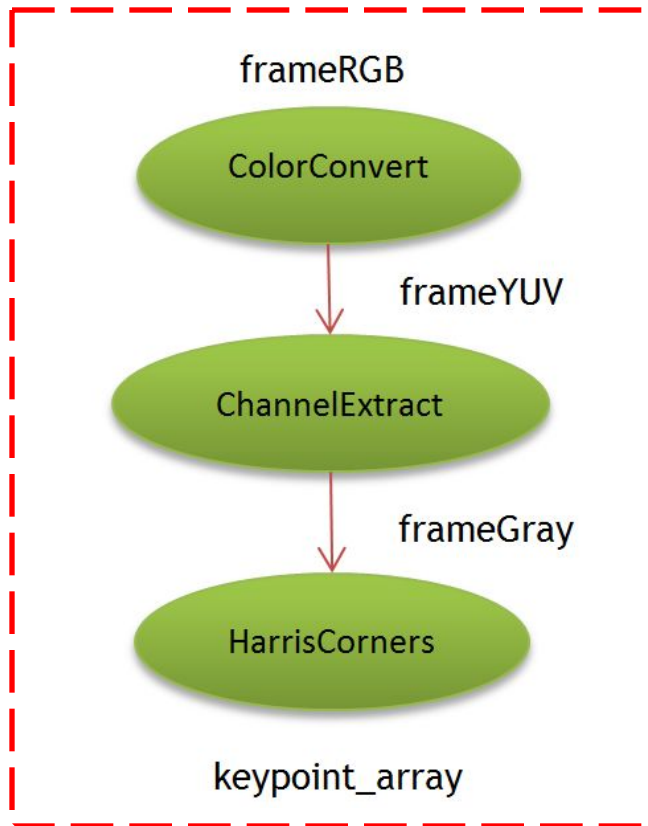 frameRGB
ColorConvert
frameYUV
ChannelExtract
frameGray
HarrisCorners
keypoint_array